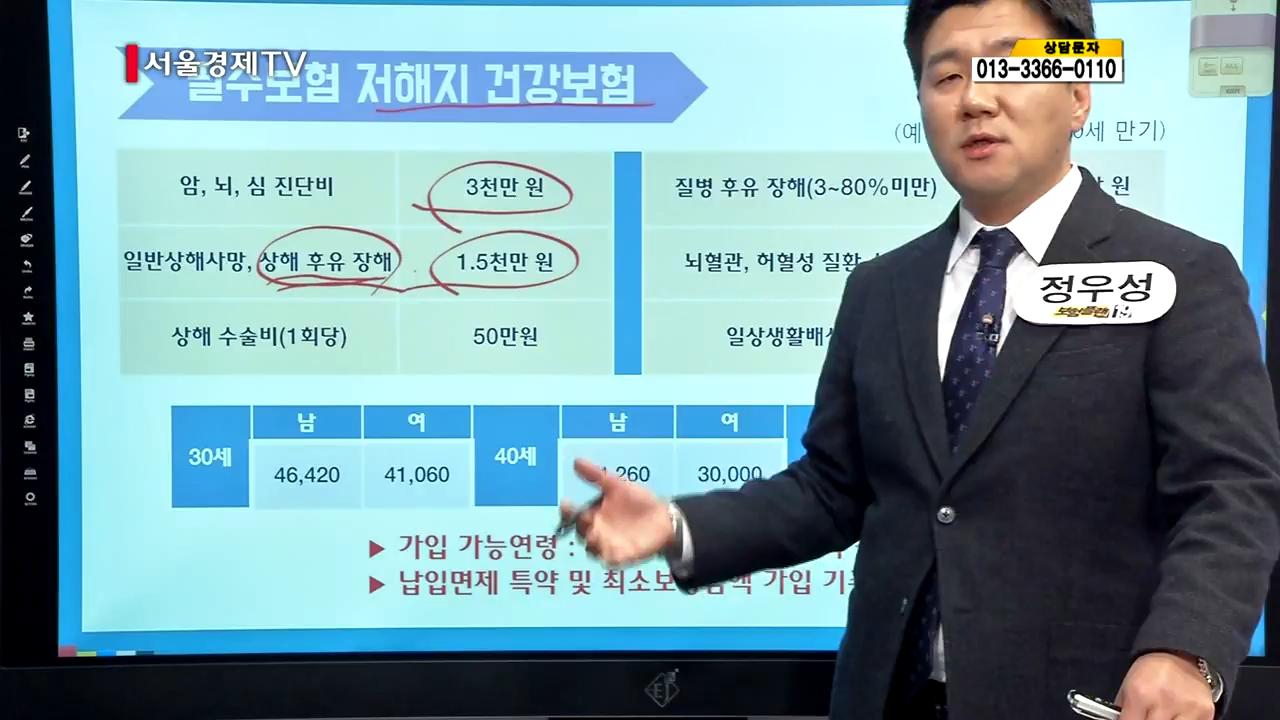 서울경제TV
상담문자
013-3366-0110
필수보험 저해지 건강보험
세 만기)
암, 뇌, 심 진단비 3천만 원 질병 후유 장해(3~80%미만) 원
일반상해사망, 상해 후유 장해 1.5천만 원 뇌혈관, 허혈성 질환
정우성
상해 수술비(1회당) 50만원
남 여 남 여
30세 40세
46,420 41,060 30,000
▶ 가입 가능연령 :
▶ 납입면제 특약 및 가입